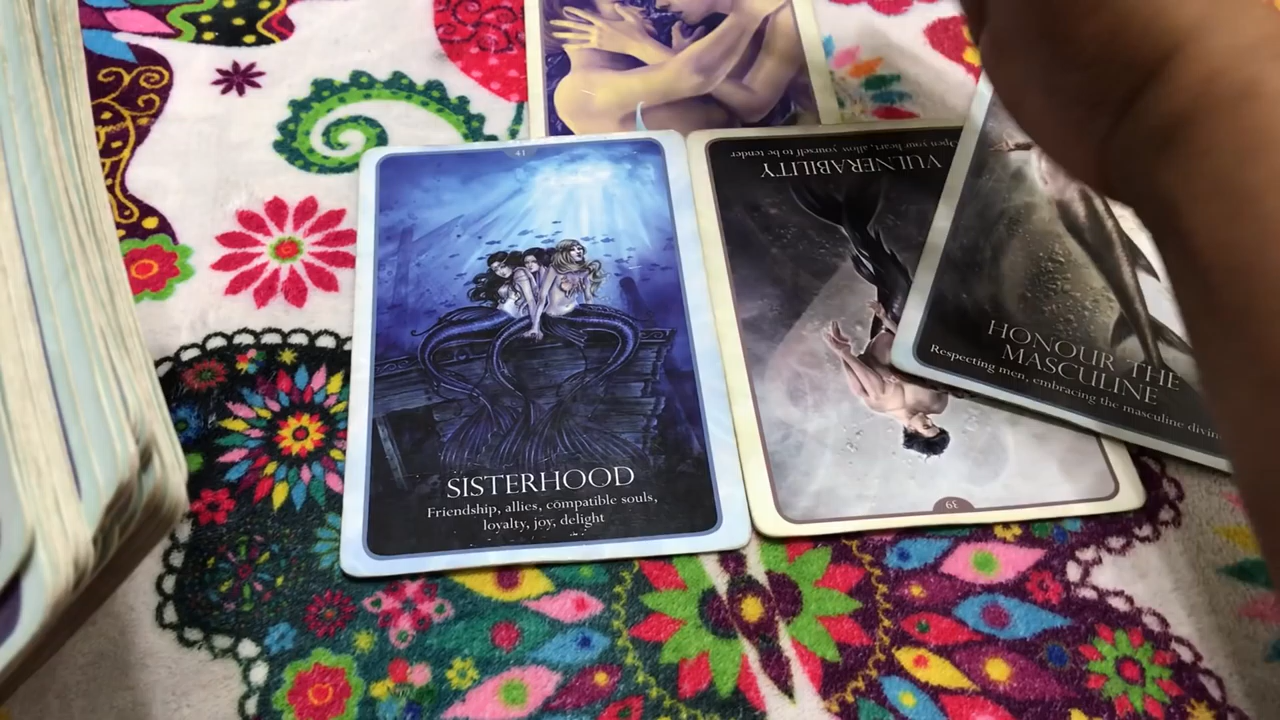 41
SISTERHOOD
Friendship, allies, compatible souls,
loyalty, joy, delight
VULNERABILITY
Open your heart, allow yourself to be tender
39
HONOUR THE
MASCULINE
Respecting men, embracing the masculine divin